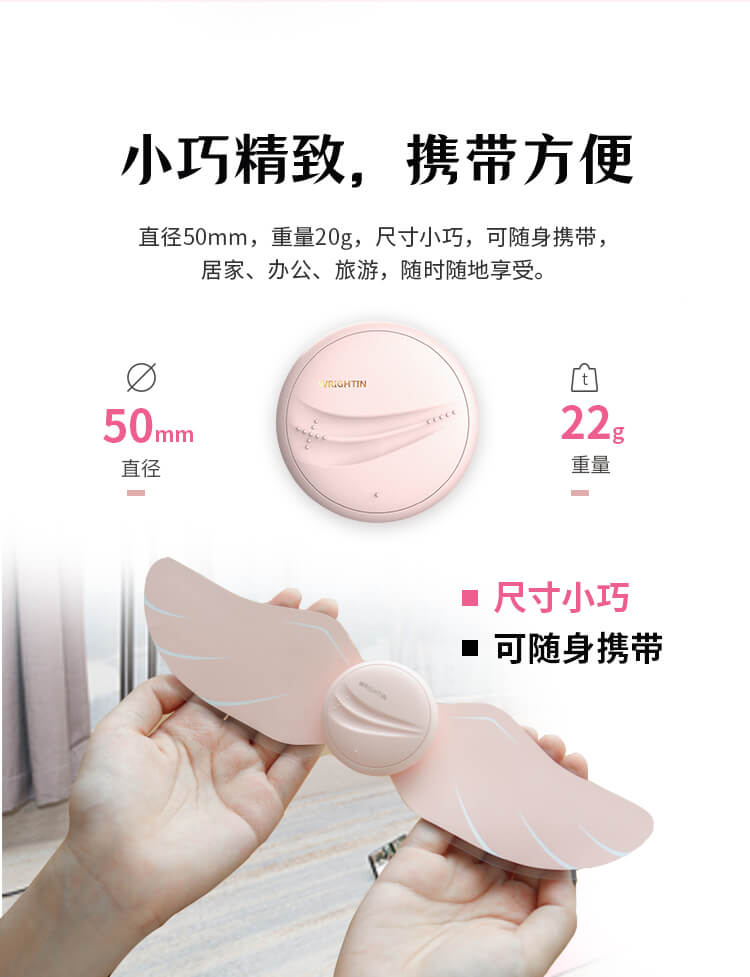 小巧精致，携带方便
直径50mm，重量20g，尺寸小巧，可随身携带，
居家、办公、旅游，随时随地享受。
WRIGHTIN
t
50mm
22g
直径
重量
尺寸小巧
可随身携带
WRIGHTIN